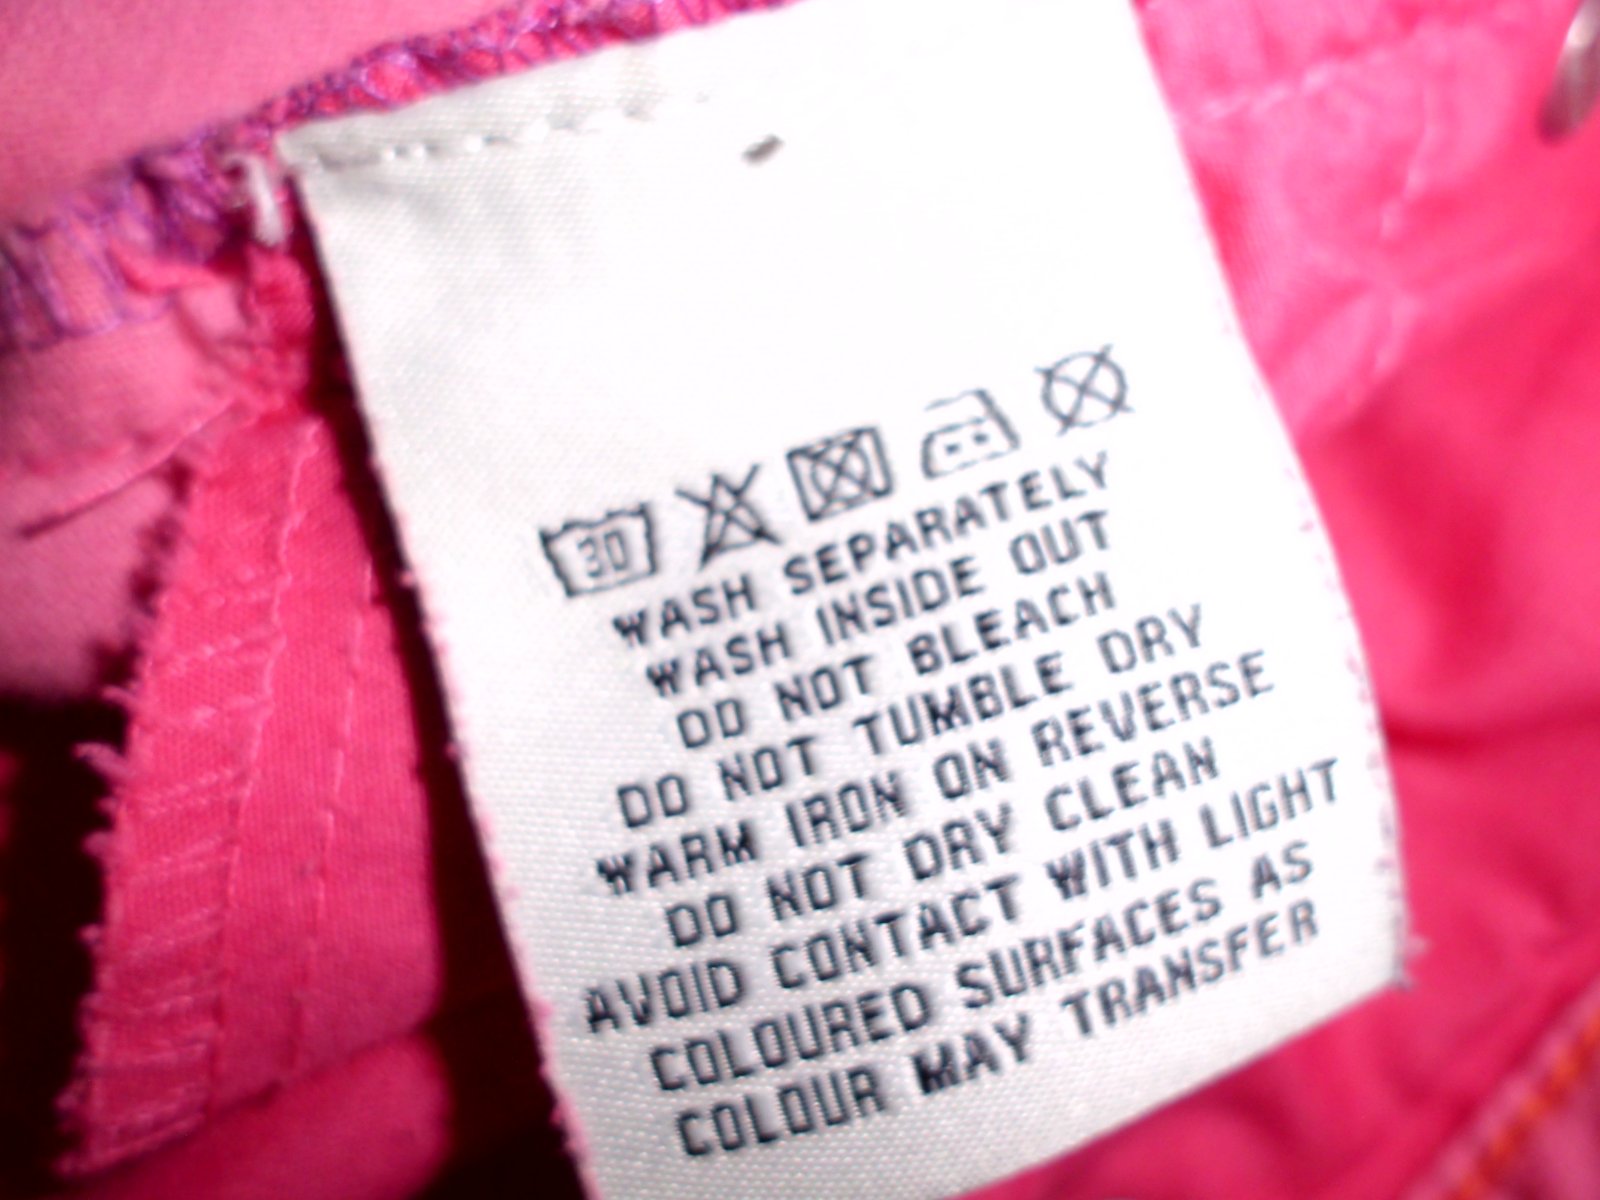 30
WASH SEPARATELY
WASH INSIDE OUT
DO NOT BLEACH
DO NOT TUMBLE DRY
WARM IRON ON REVERSE
DO NOT DRY CLEAN
AVOID CONTACT WITH LIGHT
COLOURED SURFACES AS
COLOUR MAY TRANSFER